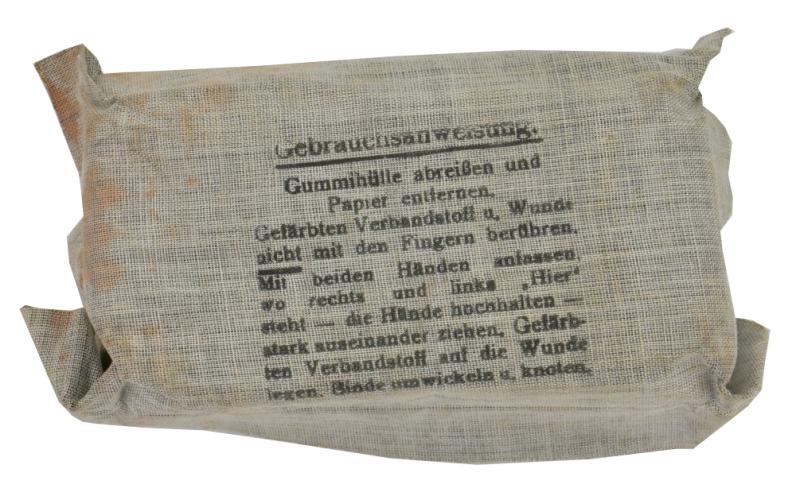 Gebrauchsanweisung.
Gummihülle abreißen und
Papier entfernen.
Gefärbten Verbandstoff u. Wunde
nicht mit den Fingern berühren.
Mit beiden Händen anfassen,
wo rechts und links „Hier“
steht — die Hände hochhalten —
stark auseinander ziehen. Gefärb-
ten Verbandstoff auf die Wunde
legen. Binde umwickeln u. knoten.